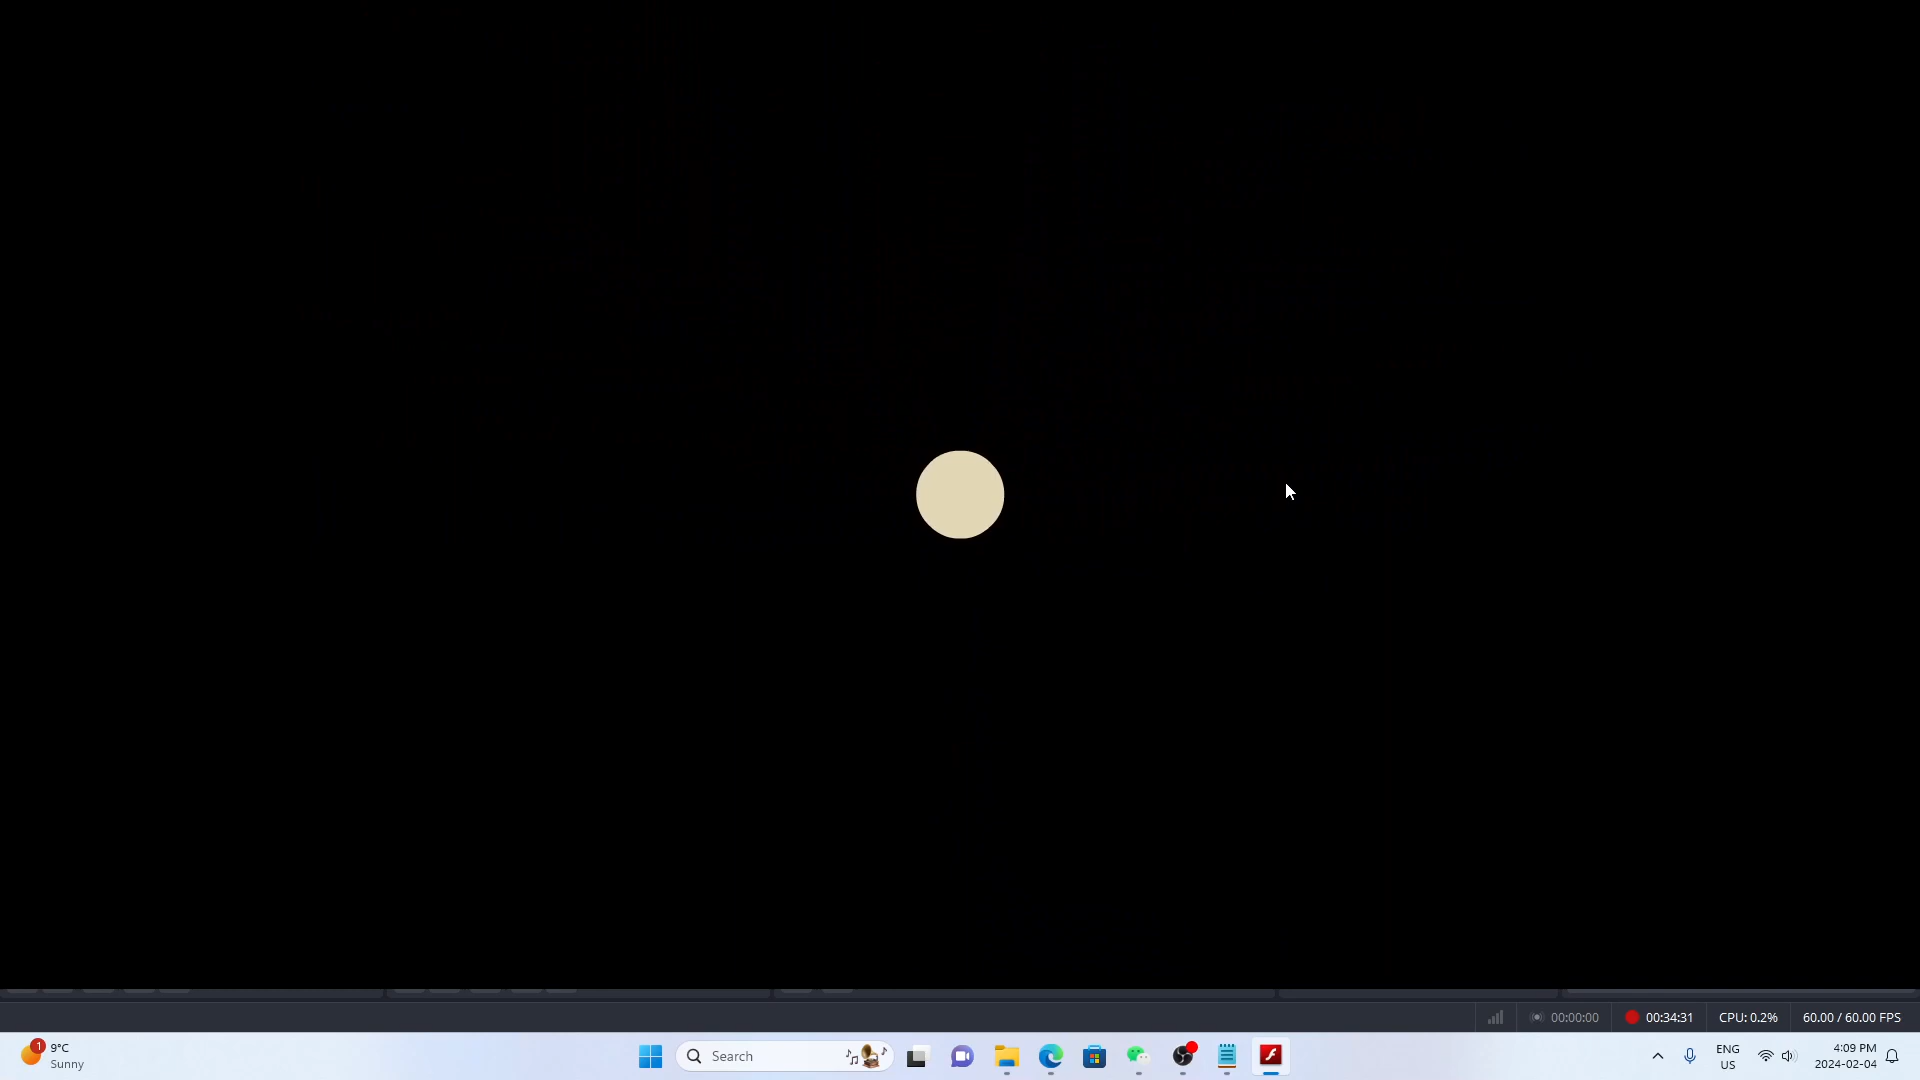 00:00:00
00:34:31
CPU: 0.2%
60.00 / 60.00 FPS
1
9°C
Sunny
Search
ENG
US
4:09 PM
2024-02-04